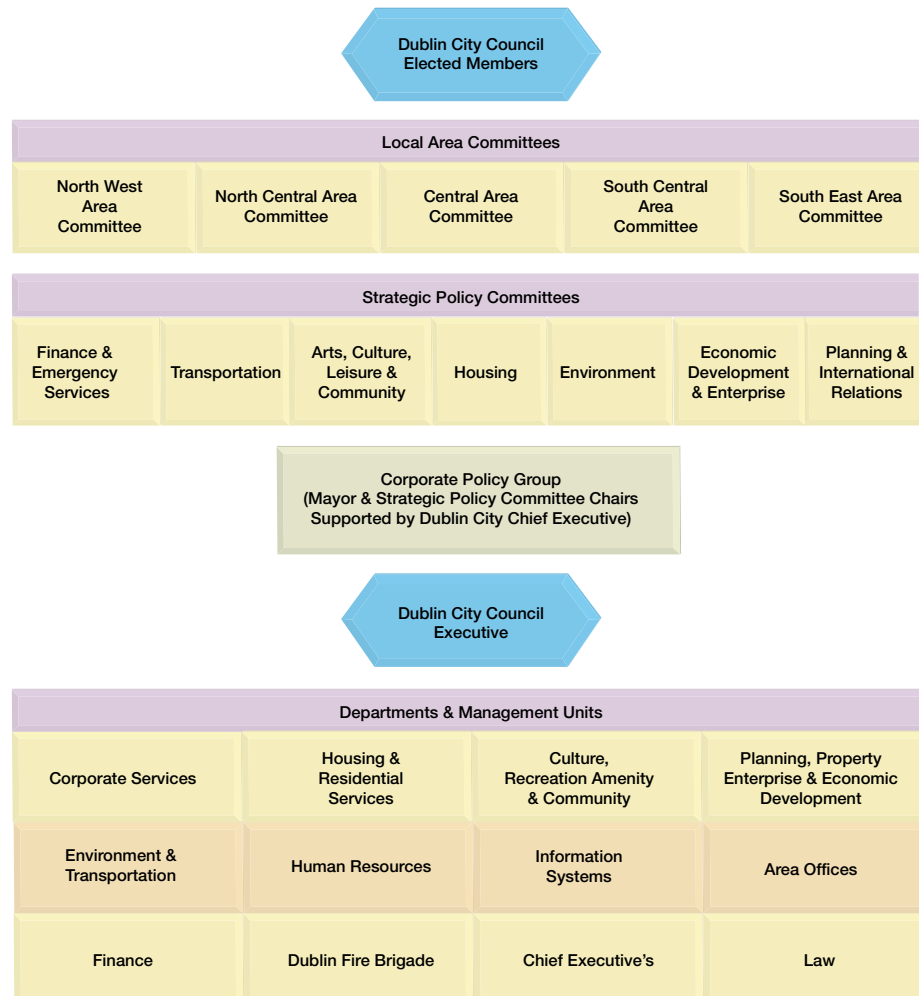 Dublin City Council
Elected Members
Local Area Committees
North West
Area
Committee
North Central Area
Committee
Central Area
Committee
South Central
Area
Committee
South East Area
Committee
Strategic Policy Committees
Finance &
Emergency
Services
Transportation
Arts, Culture,
Leisure &
Community
Housing
Environment
Economic
Development
& Enterprise
Planning &
International
Relations
Corporate Policy Group
(Mayor & Strategic Policy Committee Chairs
Supported by Dublin City Chief Executive)
Dublin City Council
Executive
Departments & Management Units
Corporate Services
Housing &
Residential
Services
Culture,
Recreation Amenity
& Community
Planning, Property
Enterprise & Economic
Development
Environment &
Transportation
Human Resources
Information
Systems
Area Offices
Finance
Dublin Fire Brigade
Chief Executive's
Law